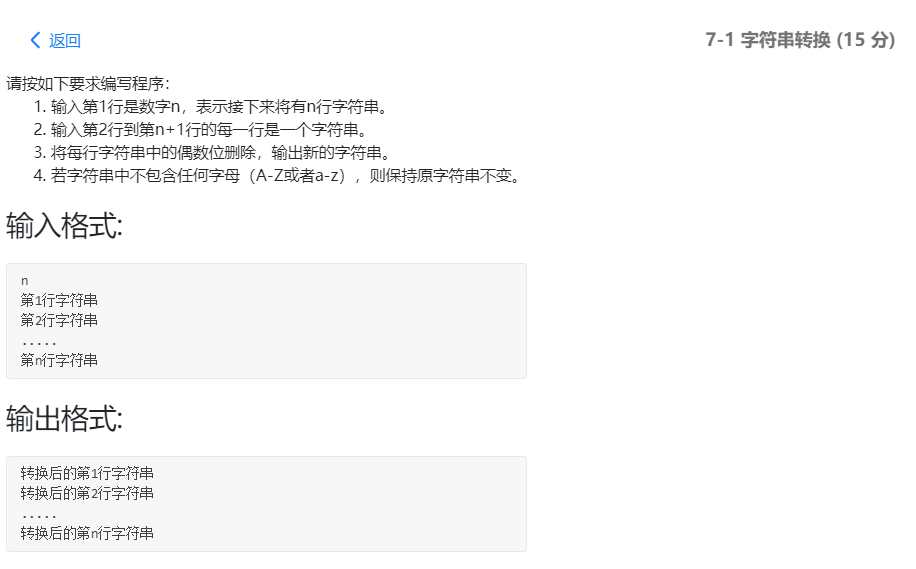 返回
7-1 字符串转换 (15 分)
请按如下要求编写程序：
1. 输入第1行是数字n，表示接下来将有n行字符串。
2. 输入第2行到第n+1行的每一行是一个字符串。
3. 将每行字符串中的偶数位删除，输出新的字符串。
4. 若字符串中不包含任何字母（A-Z或者a-z），则保持原字符串不变。
输入格式:
n
第1行字符串
第2行字符串
.....
第n行字符串
输出格式:
转换后的第1行字符串
转换后的第2行字符串
.....
转换后的第n行字符串